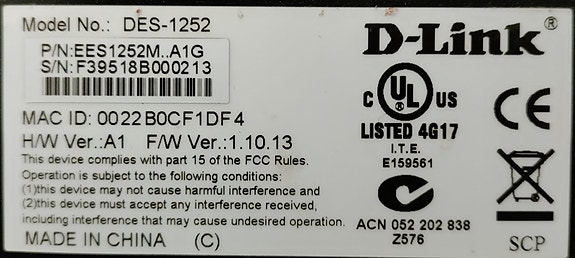 Model No.: DES-1252
P/N:EES1252M..A1G
S/N:F39518B000213
MAC ID: 0022B0CF1DF4
H/W Ver.:A1 F/W Ver.:1.10.13
This device complies with part 15 of the FCC Rules.
Operation is subject to the following conditions:
(1)this device may not cause harmful interference and
(2)this device must accept any interference received,
including interference that may cause undesired operation.
MADE IN CHINA (C)
D-Link®
C UL® US
LISTED 4G17
I.T.E.
E159561
CE
ACN 052 202 838
Z576
SCP